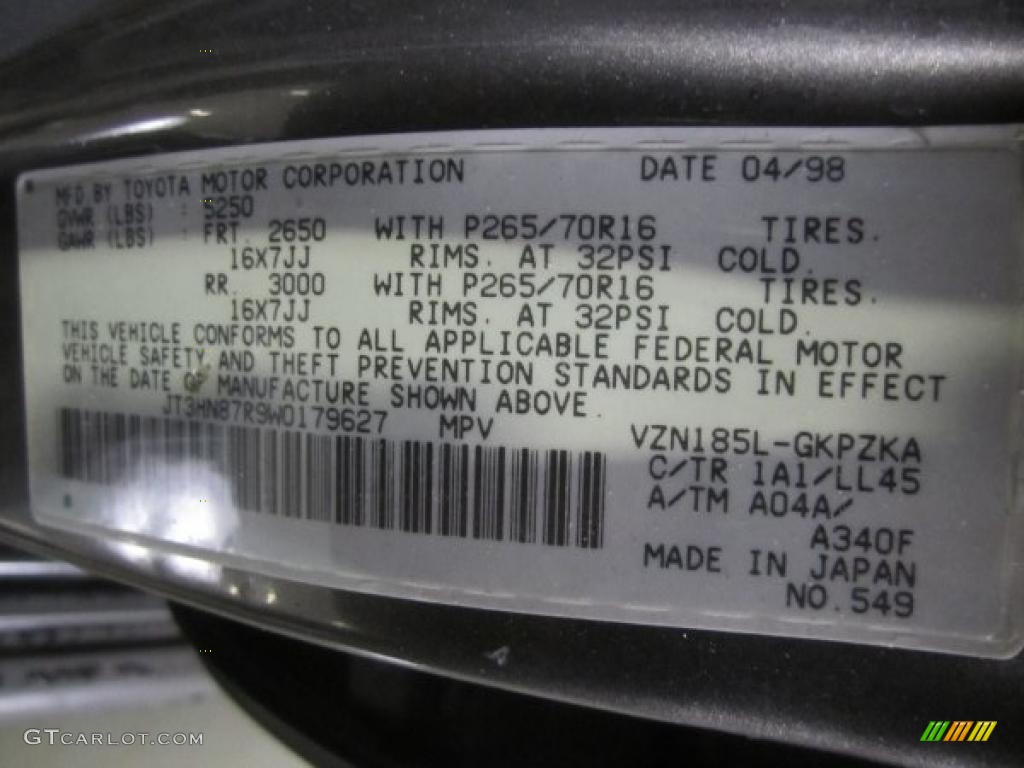 MFD BY TOYOTA MOTOR CORPORATION DATE 04/98
GVWR (LBS) : 5250
GAWR (LBS) : FRT. 2650 WITH P265/70R16 TIRES.
16X7JJ RIMS. AT 32PSI COLD.
RR. 3000 WITH P265/70R16 TIRES.
16X7JJ RIMS. AT 32PSI COLD.
THIS VEHICLE CONFORMS TO ALL APPLICABLE FEDERAL MOTOR
VEHICLE SAFETY AND THEFT PREVENTION STANDARDS IN EFFECT
ON THE DATE OF MANUFACTURE SHOWN ABOVE.
JT3HN87R9W0179627 MPV VZN185L-GKPZKA
C/TR 1A1/LL45
A/TM A04A/
A340F
MADE IN JAPAN
NO.549
GTCARLOT.COM